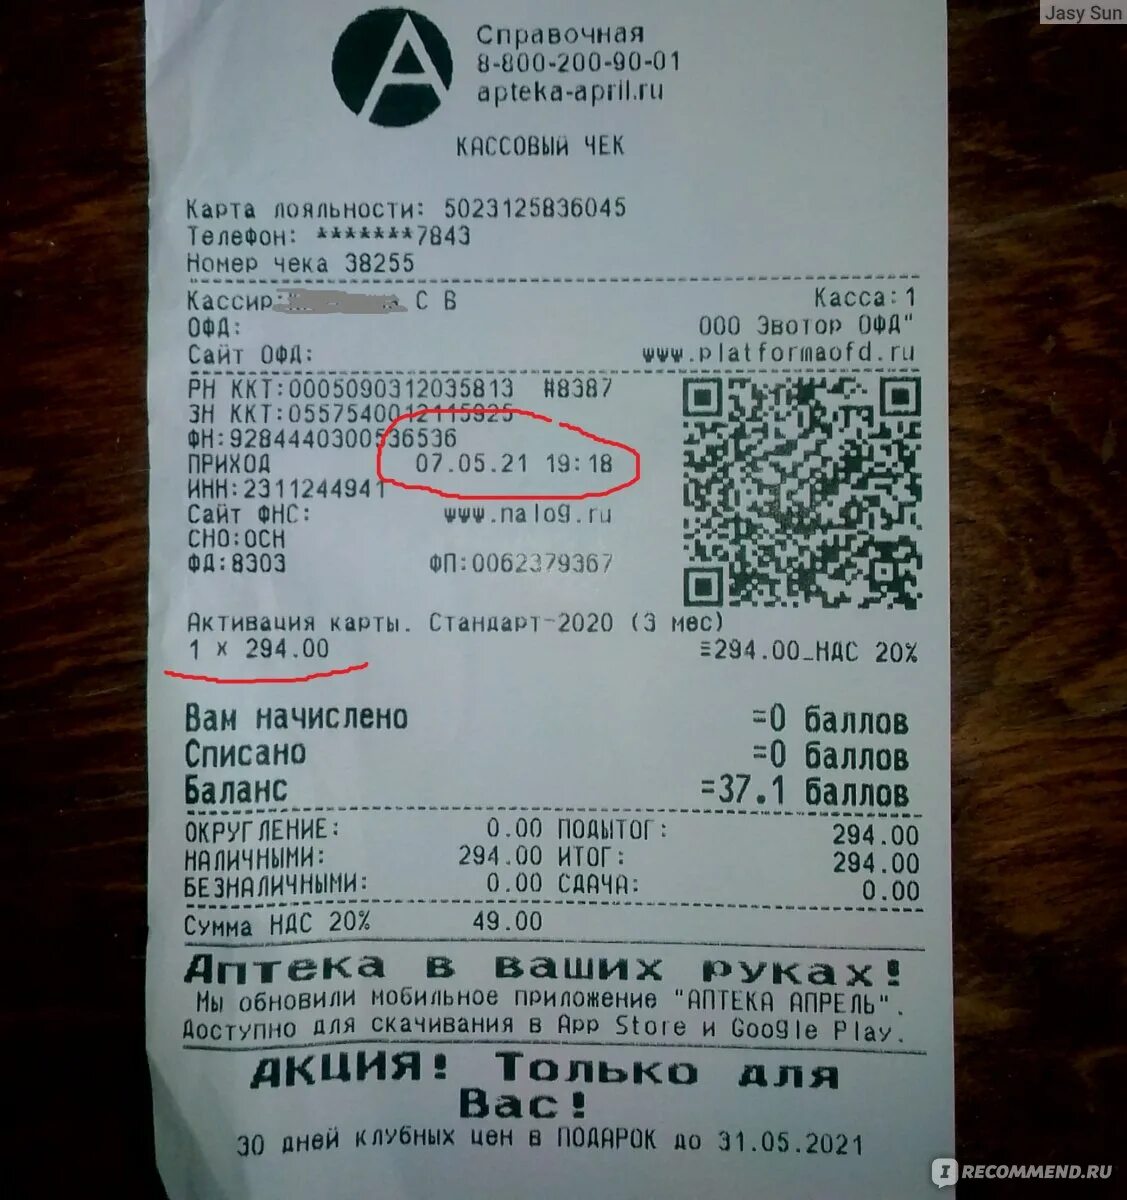 Jasy Sun
Справочная
8-800-200-90-01
apteka-april.ru
КАССОВЫЙ ЧЕК
Карта лояльности: 5023125836045
Телефон: *******7843
Номер чека 38255
Кассир: С В Касса: 1
ОФД: ООО Эвотор ОФД"
Сайт ОФД: www.platformaofd.ru
РН ККТ:0005090312035813 #8387
ЗН ККТ:0557540012115925
ФН:9284440300536536
ПРИХОД 07.05.21 19:18
ИНН:2311244941
Сайт ФНС: www.nalog.ru
СНО:ОСН
ФД:8303 ФП:0062379367
Активация карты. Стандарт-2020 (3 мес)
1 x 294.00 =294.00_НДС 20%
Вам начислено =0 баллов
Списано =0 баллов
Баланс =37.1 баллов
ОКРУГЛЕНИЕ: 0.00 ПОДЫТОГ: 294.00
НАЛИЧНЫМИ: 294.00 ИТОГ: 294.00
БЕЗНАЛИЧНЫМИ: 0.00 СДАЧА: 0.00
Сумма НДС 20% 49.00
Аптека в ваших руках!
Мы обновили мобильное приложение "АПТЕКА АПРЕЛЬ".
Доступно для скачивания в App Store и Google Play.
АКЦИЯ! Только для
Вас!
30 дней клубных цен в ПОДАРОК до 31.05.2021
IRECOMMEND.RU